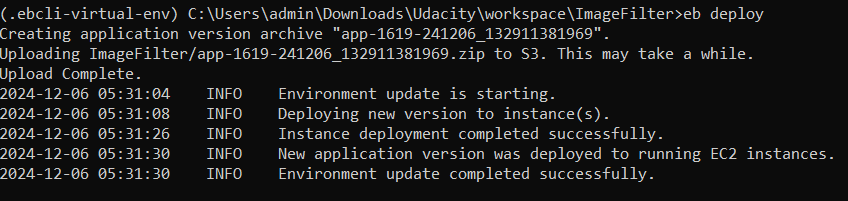 (.ebcli-virtual-env) C:\Users\admin\Downloads\Udacity\workspace\ImageFilter>eb deploy
Creating application version archive "app-1619-241206_132911381969".
Uploading ImageFilter/app-1619-241206_132911381969.zip to S3. This may take a while.
Upload Complete.
2024-12-06 05:31:04    INFO    Environment update is starting.
2024-12-06 05:31:08    INFO    Deploying new version to instance(s).
2024-12-06 05:31:26    INFO    Instance deployment completed successfully.
2024-12-06 05:31:30    INFO    New application version was deployed to running EC2 instances.
2024-12-06 05:31:30    INFO    Environment update completed successfully.